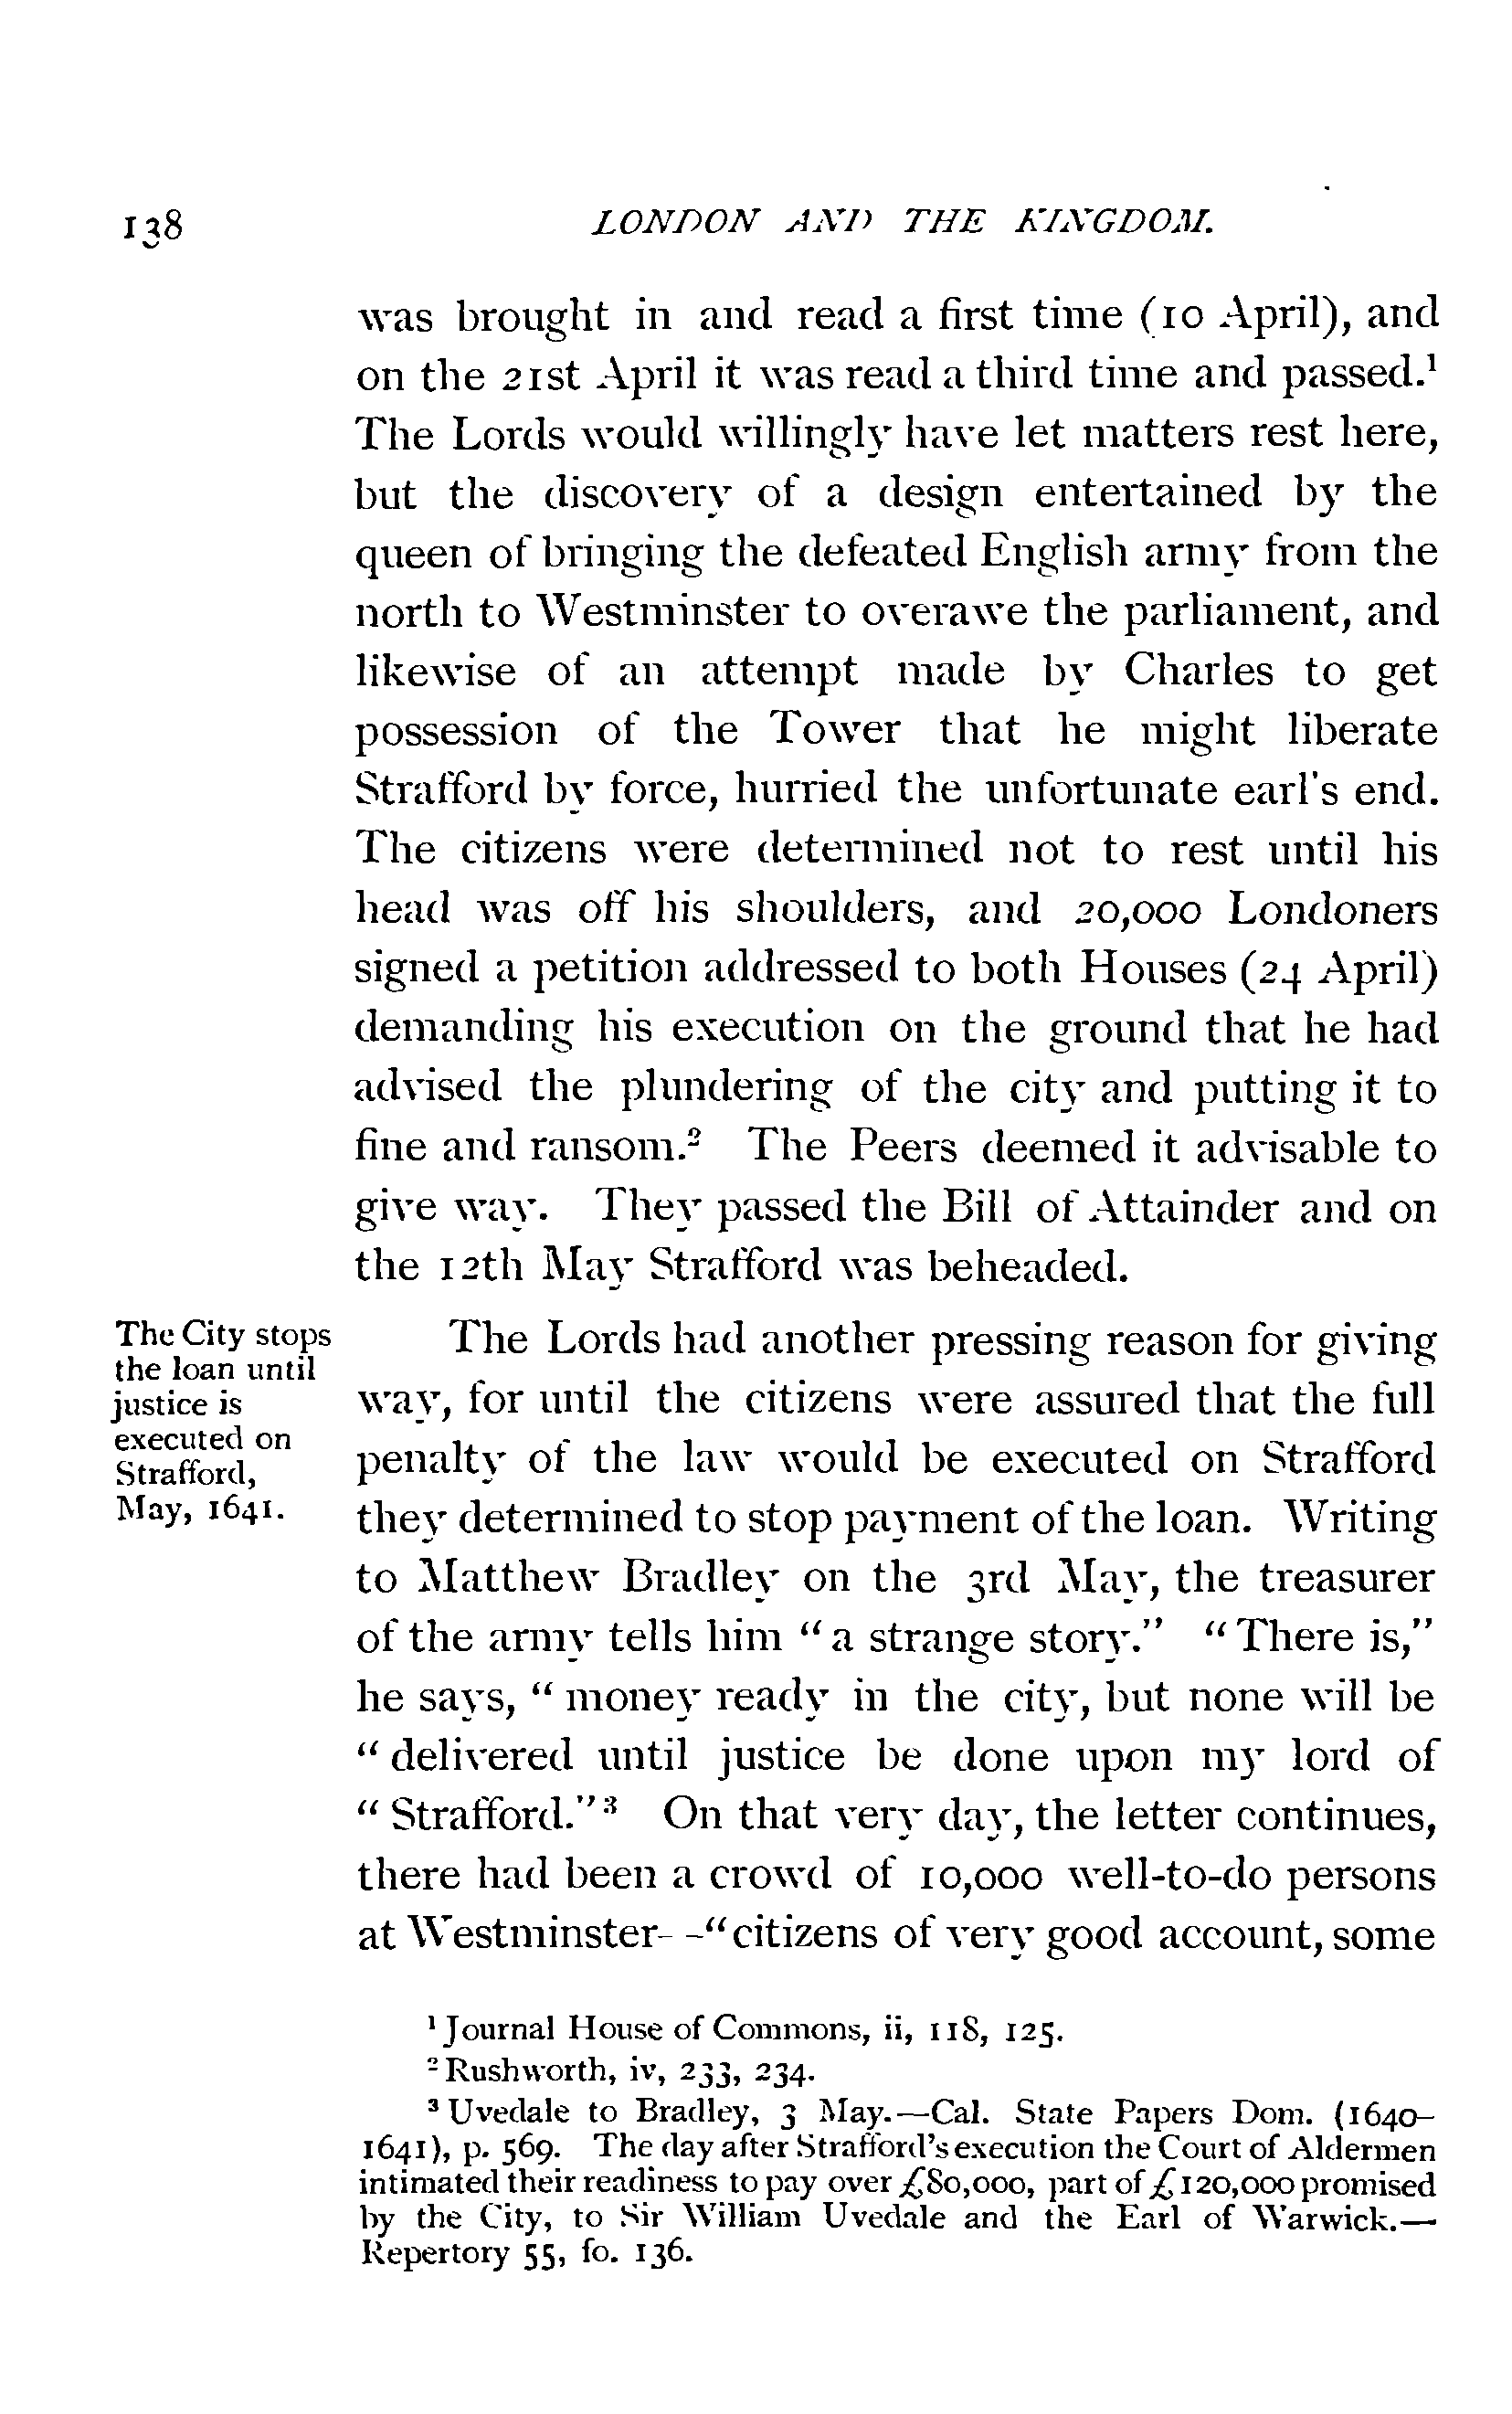 138
LONDON AND THE KINGDOM.
was brought in and read a first time (10 April), and
on the 21st April it was read a third time and passed.¹
The Lords would willingly have let matters rest here,
but the discovery of a design entertained by the
queen of bringing the defeated English army from the
north to Westminster to overawe the parliament, and
likewise of an attempt made by Charles to get
possession of the Tower that he might liberate
Strafford by force, hurried the unfortunate earl's end.
The citizens were determined not to rest until his
head was off his shoulders, and 20,000 Londoners
signed a petition addressed to both Houses (24 April)
demanding his execution on the ground that he had
advised the plundering of the city and putting it to
fine and ransom.² The Peers deemed it advisable to
give way. They passed the Bill of Attainder and on
the 12th May Strafford was beheaded.
The City stops
the loan until
justice is
executed on
Strafford,
May, 1641.
The Lords had another pressing reason for giving
way, for until the citizens were assured that the full
penalty of the law would be executed on Strafford
they determined to stop payment of the loan. Writing
to Matthew Bradley on the 3rd May, the treasurer
of the army tells him “a strange story.” “There is,”
he says, “money ready in the city, but none will be
“delivered until justice be done upon my lord of
“Strafford.”³ On that very day, the letter continues,
there had been a crowd of 10,000 well-to-do persons
at Westminster--“citizens of very good account, some
¹ Journal House of Commons, ii, 118, 125.
² Rushworth, iv, 233, 234.
³ Uvedale to Bradley, 3 May.—Cal. State Papers Dom. (1640–
1641), p. 569. The day after Strafford's execution the Court of Aldermen
intimated their readiness to pay over £80,000, part of £120,000 promised
by the City, to Sir William Uvedale and the Earl of Warwick.—
Repertory 55, fo. 136.